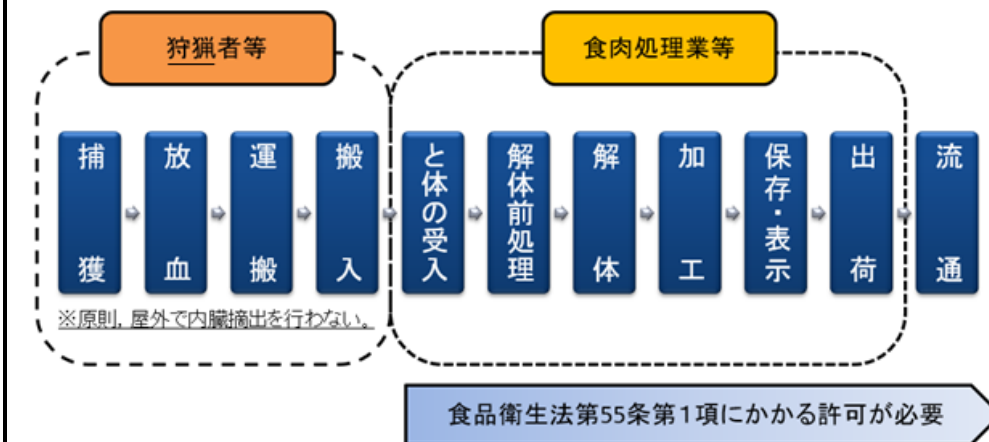 狩猟者等
食肉処理業等
捕獲
放血
運搬
搬入
と体の受入
解体前処理
解体
加工
保存・表示
出荷
流通
※原則，屋外で内臓摘出を行わない。
食品衛生法第55条第１項にかかる許可が必要